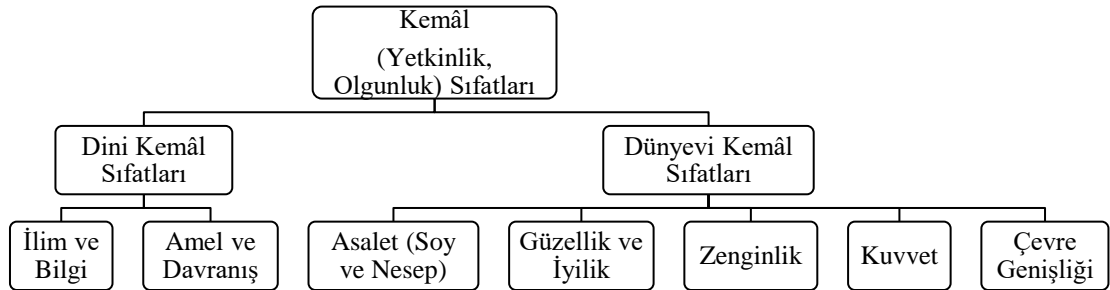 Kemâl
(Yetkinlik,
Olgunluk) Sıfatları
Dini Kemâl
Sıfatları
Dünyevi Kemâl
Sıfatları
İlim ve
Bilgi
Amel ve
Davranış
Asalet (Soy
ve Nesep)
Güzellik ve
İyilik
Zenginlik
Kuvvet
Çevre
Genişliği